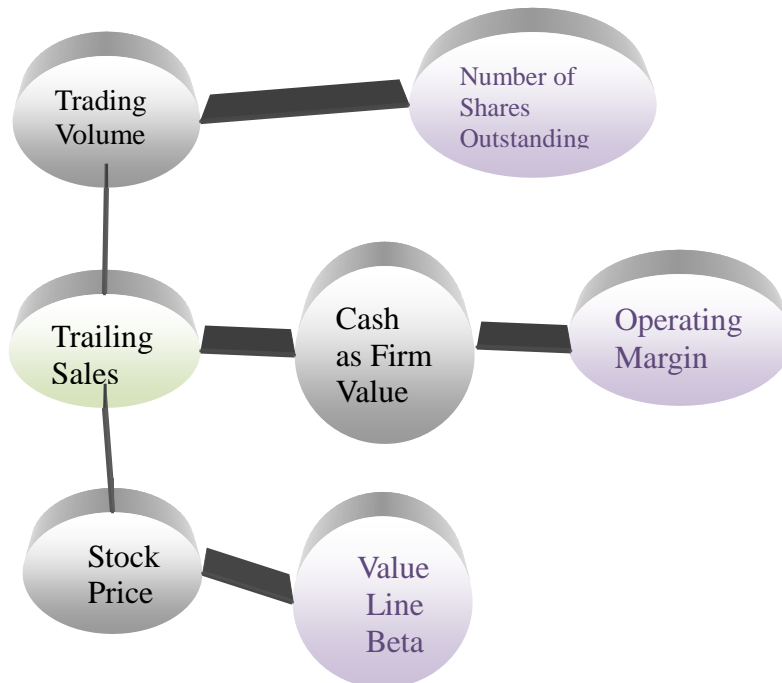 Trading
Volume
Number of
Shares
Outstanding
Trailing
Sales
Cash
as Firm
Value
Operating
Margin
Stock
Price
Value
Line
Beta